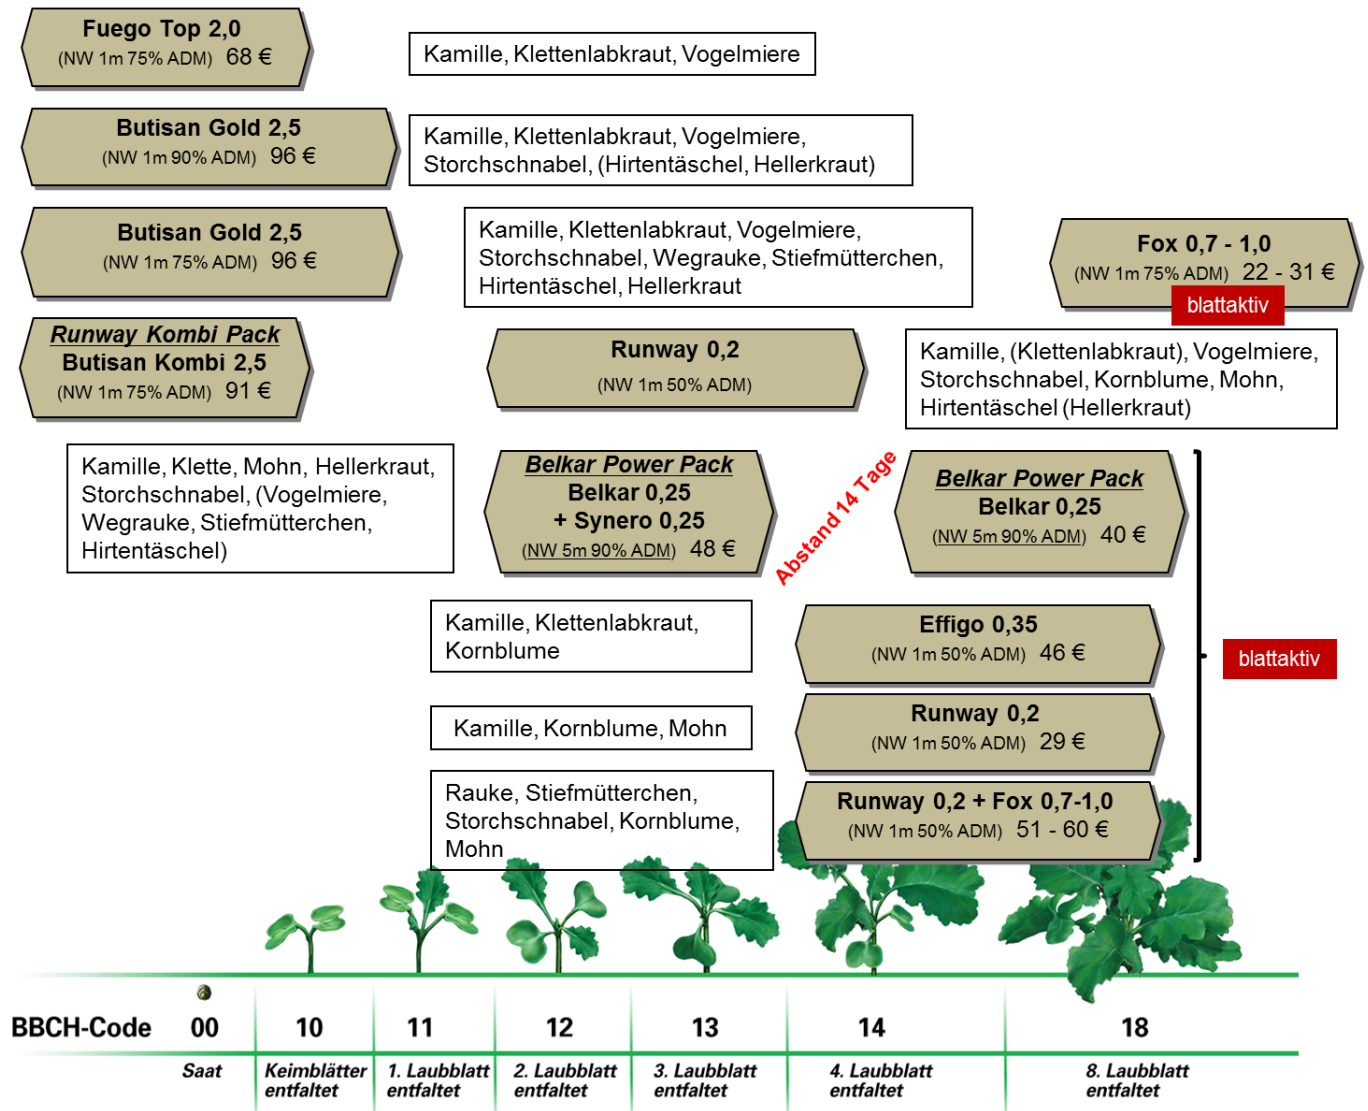 Fuego Top 2,0
(NW 1m 75% ADM) 68 €
Kamille, Klettenlabkraut, Vogelmiere
Butisan Gold 2,5
(NW 1m 90% ADM) 96 €
Kamille, Klettenlabkraut, Vogelmiere,
Storchschnabel, (Hirtentäschel, Hellerkraut)
Butisan Gold 2,5
(NW 1m 75% ADM) 96 €
Kamille, Klettenlabkraut, Vogelmiere,
Storchschnabel, Wegrauke, Stiefmütterchen,
Hirtentäschel, Hellerkraut
Fox 0,7 - 1,0
(NW 1m 75% ADM) 22 - 31 €
blattaktiv
Runway Kombi Pack
Butisan Kombi 2,5
(NW 1m 75% ADM) 91 €
Runway 0,2
(NW 1m 50% ADM)
Kamille, (Klettenlabkraut), Vogelmiere,
Storchschnabel, Kornblume, Mohn,
Hirtentäschel (Hellerkraut)
Kamille, Klette, Mohn, Hellerkraut,
Storchschnabel, (Vogelmiere,
Wegrauke, Stiefmütterchen,
Hirtentäschel)
Belkar Power Pack
Belkar 0,25
+ Synero 0,25
(NW 5m 90% ADM) 48 €
Abstand 14 Tage
Belkar Power Pack
Belkar 0,25
(NW 5m 90% ADM) 40 €
Kamille, Klettenlabkraut,
Kornblume
Effigo 0,35
(NW 1m 50% ADM) 46 €
blattaktiv
Kamille, Kornblume, Mohn
Runway 0,2
(NW 1m 50% ADM) 29 €
Rauke, Stiefmütterchen,
Storchschnabel, Kornblume,
Mohn
Runway 0,2 + Fox 0,7-1,0
(NW 1m 50% ADM) 51 - 60 €
BBCH-Code 00 10 11 12 13 14 18
Saat
Keimblätter
entfaltet
1. Laubblatt
entfaltet
2. Laubblatt
entfaltet
3. Laubblatt
entfaltet
4. Laubblatt
entfaltet
8. Laubblatt
entfaltet